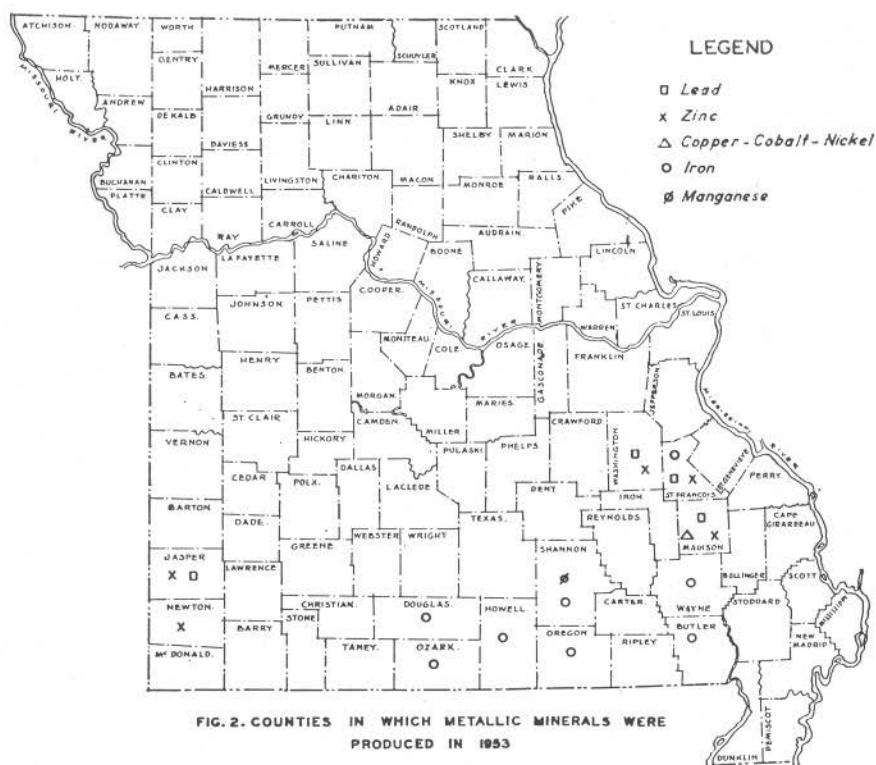 ATCHISON.
NODAWAY.
WORTH
PUTNAM
SCOTLAND
GENTRY.
MERCER
SULLIVAN
SCHUYLER
CLARK
HOLT.
HARRISON
KNOX
LEWIS
ANDREW
ADAIR
DEKALB
GRUNDY
LINN
MISSOURI
RIVER
DAVIESS
SHELBY
MARION
CLINTON
BUCHANAN
LIVINGSTON
CHARITON.
MACON
MONROE
RALLS.
PLATTE
CALDWELL
CLAY
CARROLL
RANDOLPH
PIKE
RAY
SALINE
HOWARD
BOONE
AUDRAIN
LAFAYETTE
JACKSON
LINCOLN
COOPER.
CALLAWAY.
MONTGOMERY
JOHNSON.
PETTIS
ST CHARLES
ST. LOUIS
CASS.
WARREN
MISSOURI
RIVER
MONITEAU
COLE
OSAGE
FRANKLIN
HENRY
BENTON
GASCONADE
JEFFERSON
BATES.
MORGAN.
MARIES.
MISSISSIPPI
RIVER
ST CLAIR
CAMDEN.
MILLER
CRAWFORD
WASHINGTON
VERNON
HICKORY
PULASKI
PHELPS
STE GENEVIEVE
CEDAR
DALLAS
PERRY.
POLK.
LACLEDE
DENT
IRON
ST FRANCOIS
BARTON
TEXAS.
REYNOLDS.
CAPE
GIRARDEAU
DADE.
WEBSTER
WRIGHT
GREENE
SHANNON
MADISON
JASPER
BOLLINGER
SCOTT
LAWRENCE
NEWTON
CHRISTIAN
DOUGLAS.
HOWELL
CARTER.
WAYNE
STODDARD
MISSISSIPPI
STONE
BARRY.
OREGON
BUTLER
NEW
MADRID
MC DONALD.
TANEY.
OZARK.
RIPLEY
PEMISCOT
DUNKLIN
LEGEND
Lead
x Zinc
Copper-Cobalt-Nickel
Iron
Manganese
FIG. 2. COUNTIES IN WHICH METALLIC MINERALS WERE
PRODUCED IN 1953